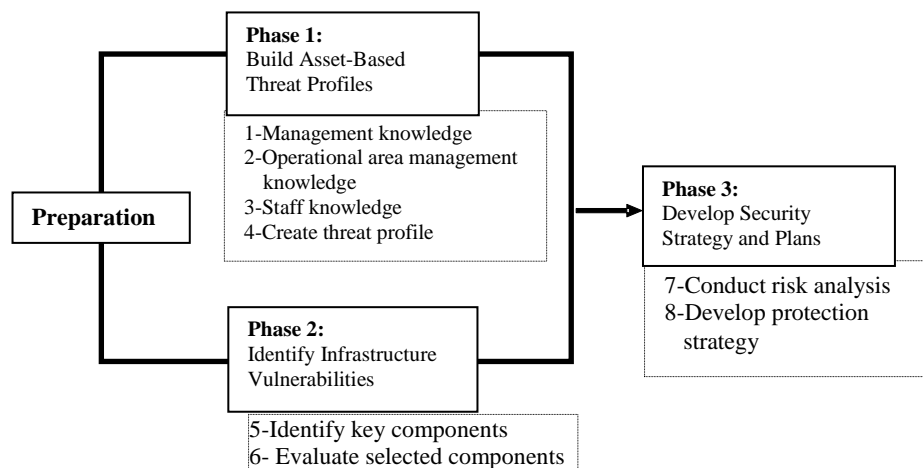 Preparation
Phase 1:
Build Asset-Based
Threat Profiles
1-Management knowledge
2-Operational area management
knowledge
3-Staff knowledge
4-Create threat profile
Phase 2:
Identify Infrastructure
Vulnerabilities
5-Identify key components
6- Evaluate selected components
Phase 3:
Develop Security
Strategy and Plans
7-Conduct risk analysis
8-Develop protection
strategy